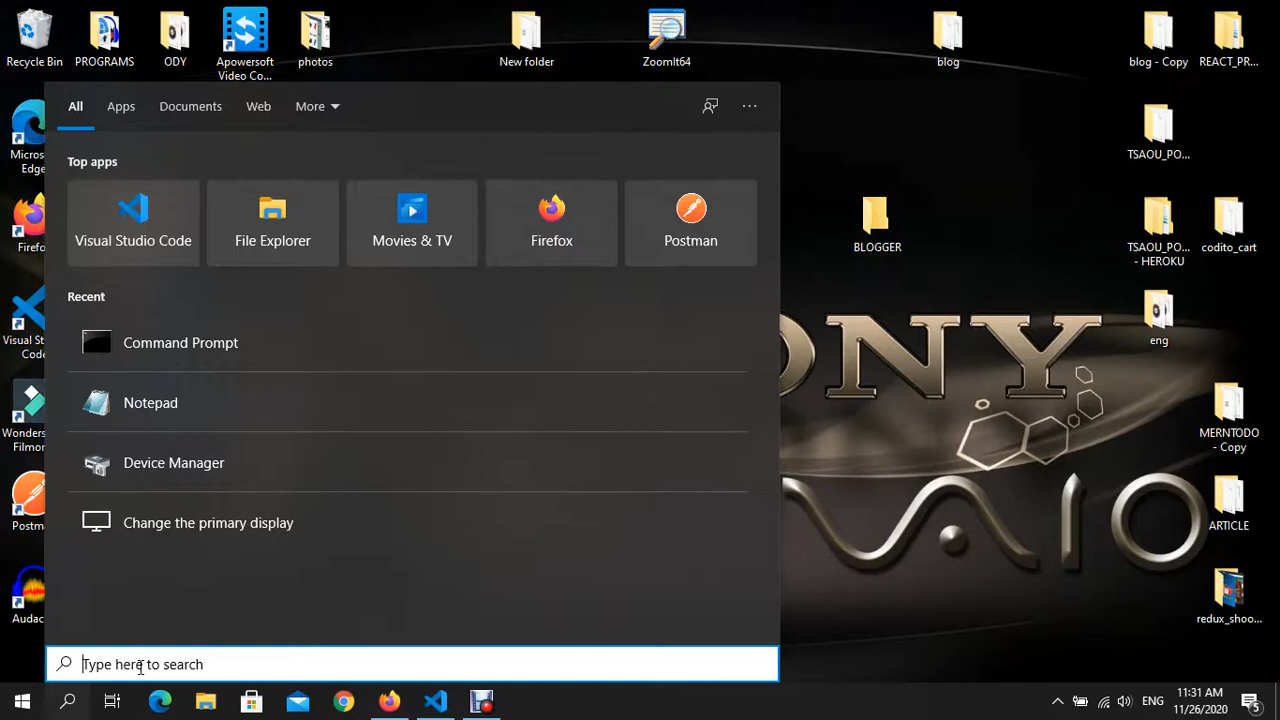 Recycle Bin
PROGRAMS
ODY
Apowersoft
Video Co...
photos
New folder
ZoomIt64
blog
blog - Copy
REACT_PR...
All
Apps
Documents
Web
More
Micros
Edge
TSAOU_PO...
Top apps
Visual Studio Code
File Explorer
Movies & TV
Firefox
Postman
Firefo
BLOGGER
TSAOU_PO...
- HEROKU
codito_cart
Recent
Command Prompt
Visual St
Code
eng
SONY
Notepad
Wonders
Filmor
MERNTODO
- Copy
Device Manager
Postm
VAIO
ARTICLE
Change the primary display
Audac
redux_shoo...
Type here to search
ENG
11:31 AM
11/26/2020
5